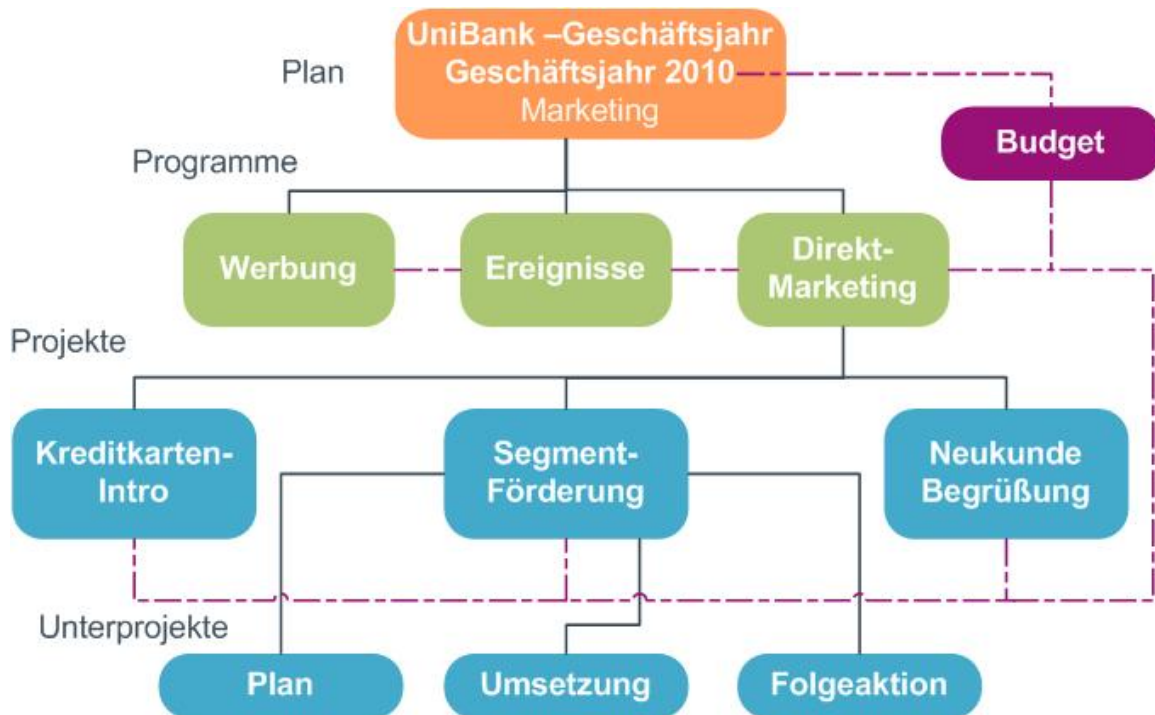 UniBank –Geschäftsjahr
Geschäftsjahr 2010
Marketing
Plan
Budget
Programme
Werbung
Ereignisse
Direkt-
Marketing
Projekte
Kreditkarten-
Intro
Segment-
Förderung
Neukunde
Begrüßung
Unterprojekte
Plan
Umsetzung
Folgeaktion